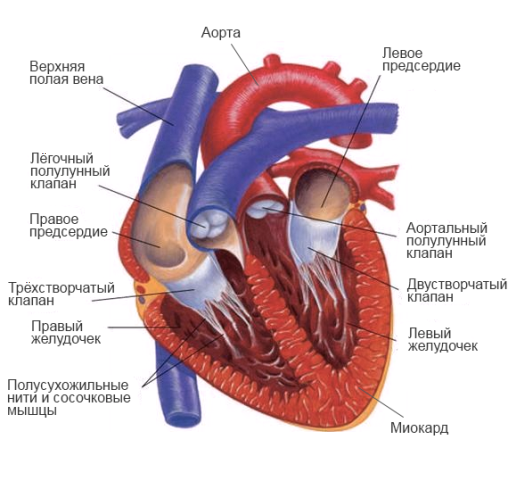 Аорта
Верхняя
полая вена
Левое
предсердие
Лёгочный
полулунный
клапан
Правое
предсердие
Аортальный
полулунный
клапан
Трёхстворчатый
клапан
Двустворчатый
клапан
Правый
желудочек
Левый
желудочек
Полусухожильные
нити и сосочковые
мышцы
Миокард